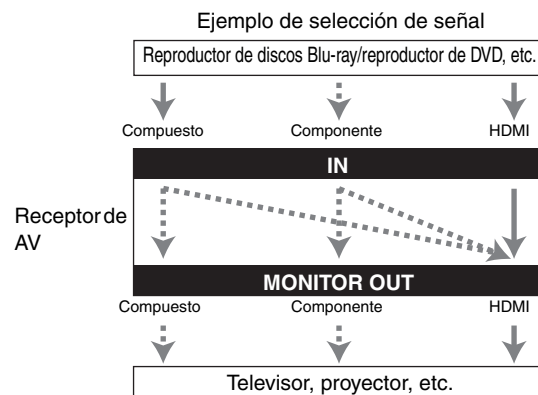 Ejemplo de selección de señal
Reproductor de discos Blu-ray/reproductor de DVD, etc.
Compuesto Componente HDMI
IN
Receptor de
AV
MONITOR OUT
Compuesto Componente HDMI
Televisor, proyector, etc.